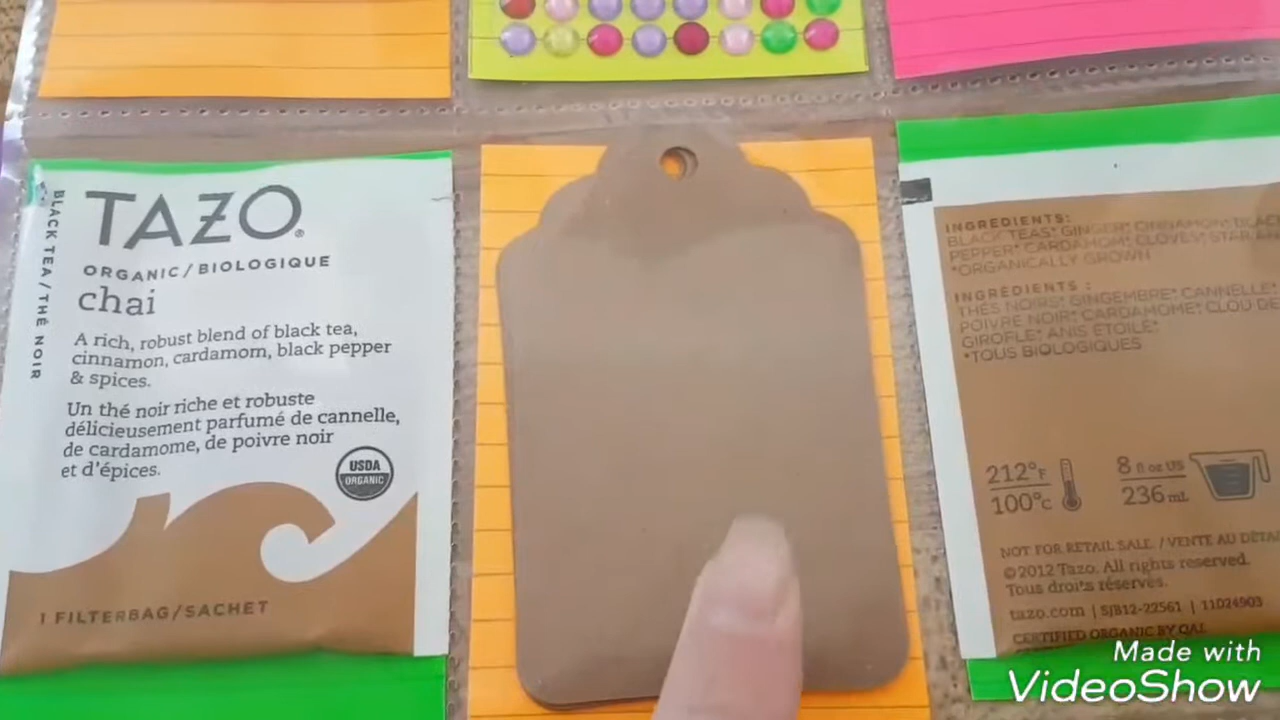 BLACK TEA / THÉ NOIR
TAZO®
ORGANIC/BIOLOGIQUE
chai
A rich, robust blend of black tea,
cinnamon, cardamom, black pepper
& spices.
Un thé noir riche et robuste
délicieusement parfumé de cannelle,
de cardamome, de poivre noir
et d'épices.
USDA
ORGANIC
1 FILTERBAG/SACHET
INGREDIENTS:
BLACK TEAS* GINGER* CINNAMON*
PEPPER* CARDAMOM* CLOVES*
*ORGANICALLY GROWN
INGRÉDIENTS :
THÉS NOIRS* GINGEMBRE* CANNELLE*
POIVRE NOIR* CARDAMOME* CLOU DE
GIROFLE* ANIS ÉTOILÉ*
*TOUS BIOLOGIQUES
212°F
100°C
8 fl oz US
236 mL
NOT FOR RETAIL SALE / VENTE AU
©2012 Tazo. All rights reserved.
Tous droits réservés.
tazo.com | SJB12-22561 | 11024903
CERTIFIED ORGANIC BY QAI
Made with
VideoShow